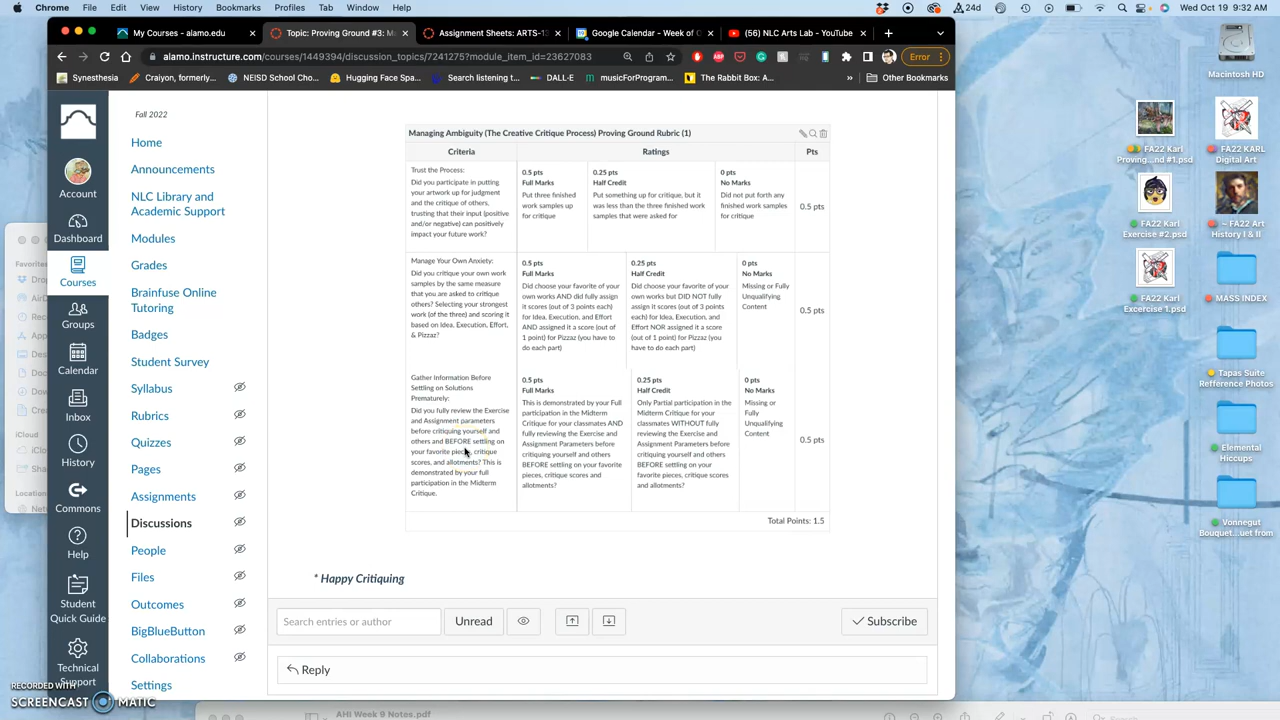 Chrome File Edit View History Bookmarks Profiles Tab Window Help
24d
Wed Oct 19 9:32 AM
My Courses - alamo.edu
Topic: Proving Ground #3: M
Assignment Sheets: ARTS-13
Google Calendar - Week of O
(56) NLC Arts Lab - YouTube
alamo.instructure.com/courses/1449394/discussion_topics/7241275?module_item_id=23627083
Error
Synesthesia
Craiyon, formerly...
NEISD School Cho...
Hugging Face Spa...
Search listening t...
DALL-E
musicForProgram...
The Rabbit Box: A...
Other Bookmarks
Account
Dashboard
Courses
Groups
Calendar
Inbox
History
Commons
Help
Student
Quick Guide
Technical
Support
Fall 2022
Home
Announcements
NLC Library and
Academic Support
Modules
Grades
Brainfuse Online
Tutoring
Badges
Student Survey
Syllabus
Rubrics
Quizzes
Pages
Assignments
Discussions
People
Files
Outcomes
BigBlueButton
Collaborations
Settings
Managing Ambiguity (The Creative Critique Process) Proving Ground Rubric (1)
Criteria
Ratings
Pts
Trust the Process:
Did you participate in putting
your artwork up for judgment
and the critique of others,
trusting that their input (positive
and/or negative) can positively
impact your future work?
0.5 pts
Full Marks
Put three finished
work samples up
for critique
0.25 pts
Half Credit
Put something up for critique, but it
was less than the three finished work
samples that were asked for
0 pts
No Marks
Did not put forth any
finished work samples
for critique
0.5 pts
Manage Your Own Anxiety:
Did you critique your own work
samples by the same measure
that you are asked to critique
others? Selecting your strongest
work (of the three) and scoring it
based on Idea, Execution, Effort,
& Pizzaz?
0.5 pts
Full Marks
Did choose your favorite of your
own works AND did fully assign
it scores (out of 3 points each)
for Idea, Execution, and Effort
AND assigned it a score (out of
1 point) for Pizzaz (you have to
do each part)
0.25 pts
Half Credit
Did choose your favorite of your
own works but DID NOT fully
assign it scores (out of 3 points
each) for Idea, Execution, and
Effort NOR assigned it a score
(out of 1 point) for Pizzaz (you
have to do each part)
0 pts
No Marks
Missing or Fully
Unqualifying
Content
0.5 pts
Gather Information Before
Settling on Solutions
Prematurely:
Did you fully review the Exercise
and Assignment parameters
before critiquing yourself and
others and BEFORE settling on
your favorite pieces, critique
scores, and allotments? This is
demonstrated by your full
participation in the Midterm
Critique.
0.5 pts
Full Marks
This is demonstrated by your Full
participation in the Midterm
Critique for your classmates AND
fully reviewing the Exercise and
Assignment Parameters before
critiquing yourself and others
BEFORE settling on your favorite
pieces, critique scores and
allotments?
0.25 pts
Half Credit
Only Partial participation in the
Midterm Critique for your
classmates WITHOUT fully
reviewing the Exercise and
Assignment Parameters before
critiquing yourself and others
BEFORE settling on your favorite
pieces, critique scores and
allotments?
0 pts
No Marks
Missing or
Fully
Unqualifying
Content
0.5 pts
Total Points: 1.5
* Happy Critiquing
Search entries or author
Unread
Subscribe
Reply
Macintosh HD
FA22 Karl
Proving...nd #1.psd
FA22 KARL
Digital Art
FA22 Karl
Exercise #2.psd
~ FA22 Art
History I & II
FA22 Karl
Excercise 1.psd
MASS INDEX
Tapas Suite
Refference Photos
Elemental
Hiccups
Vonnegut
Bouquet...uet from
Favorites
iCloud
RECORDED WITH
SCREENCAST MATIC
AHI Week 9 Notes.pdf